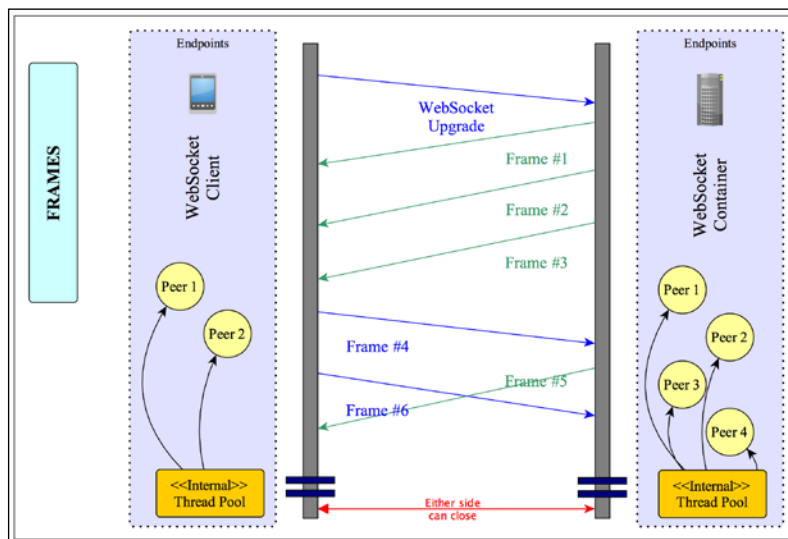 FRAMES
Endpoints
WebSocket
Client
Peer 1
Peer 2
<<Internal>>
Thread Pool
WebSocket
Upgrade
Frame #1
Frame #2
Frame #3
Frame #4
Frame #5
Frame #6
Either side
can close
Endpoints
WebSocket
Container
Peer 1
Peer 2
Peer 3
Peer 4
<<Internal>>
Thread Pool